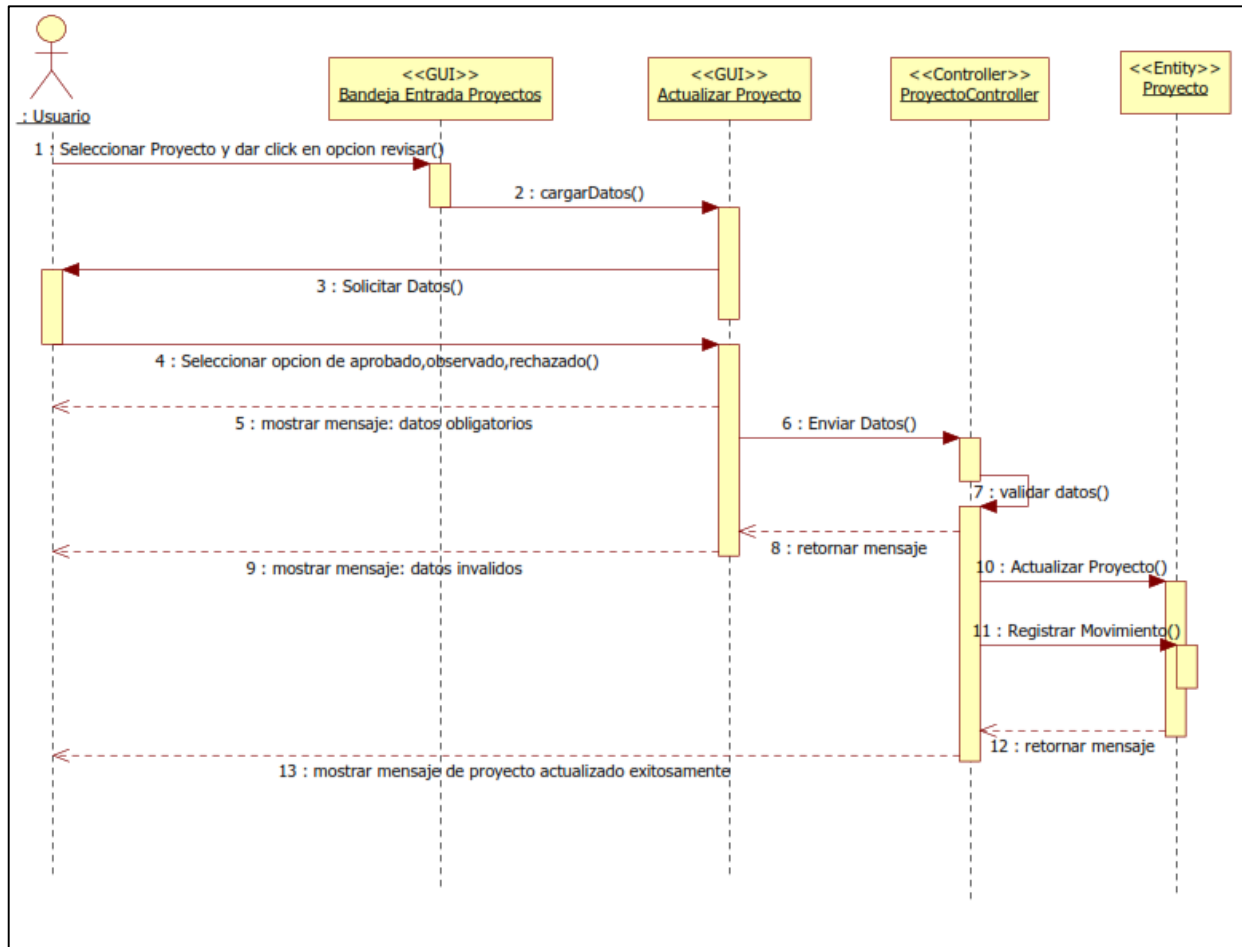 <<GUI>>
Bandeja Entrada Proyectos
<<GUI>>
Actualizar Proyecto
<<Controller>>
ProyectoController
<<Entity>>
Proyecto
: Usuario
1 : Seleccionar Proyecto y dar click en opcion revisar()
2 : cargarDatos()
3 : Solicitar Datos()
4 : Seleccionar opcion de aprobado,observado,rechazado()
5 : mostrar mensaje: datos obligatorios
6 : Enviar Datos()
7 : validar datos()
8 : retornar mensaje
9 : mostrar mensaje: datos invalidos
10 : Actualizar Proyecto()
11 : Registrar Movimiento()
12 : retornar mensaje
13 : mostrar mensaje de proyecto actualizado exitosamente